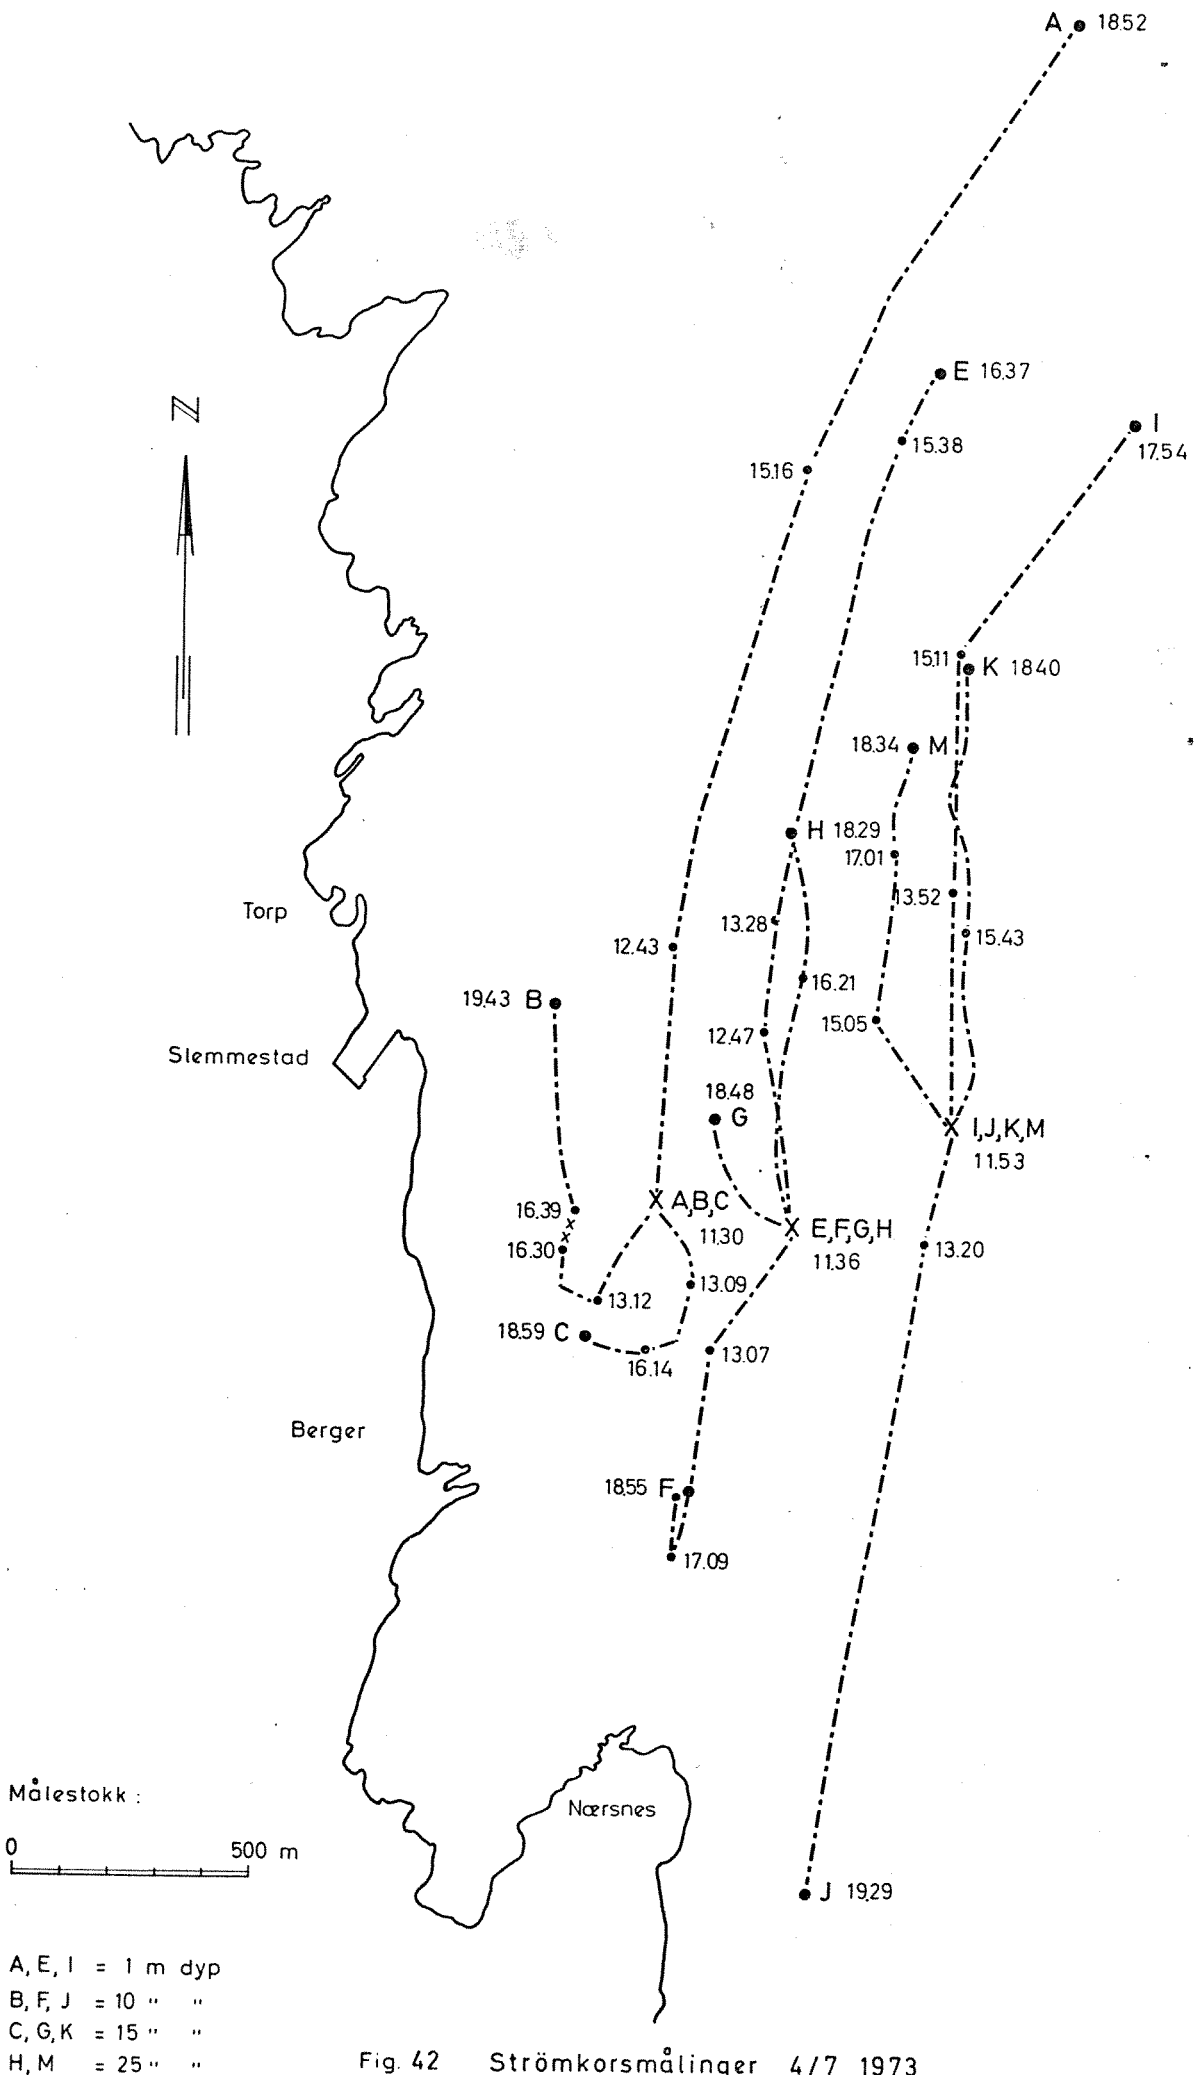 A 18.52
N
E 16.37
15.38
I
17.54
15.16
15.11
K 18.40
18.34 M
H 18.29
17.01
13.52
Torp
13.28
15.43
12.43
16.21
19.43 B
15.05
12.47
Slemmestad
18.48
G
I, J, K, M
11.53
A, B, C
16.39
11.30
E, F, G, H
11.36
16.30
13.20
13.09
13.12
18.59 C
13.07
16.14
Berger
18.55 F
17.09
Målestokk :
Nærsnes
0 500 m
J 19.29
A, E, I = 1 m dyp
B, F, J = 10 " "
C, G, K = 15 " "
H, M = 25 " "
Fig. 42 Strömkorsmålinger 4/7 1973